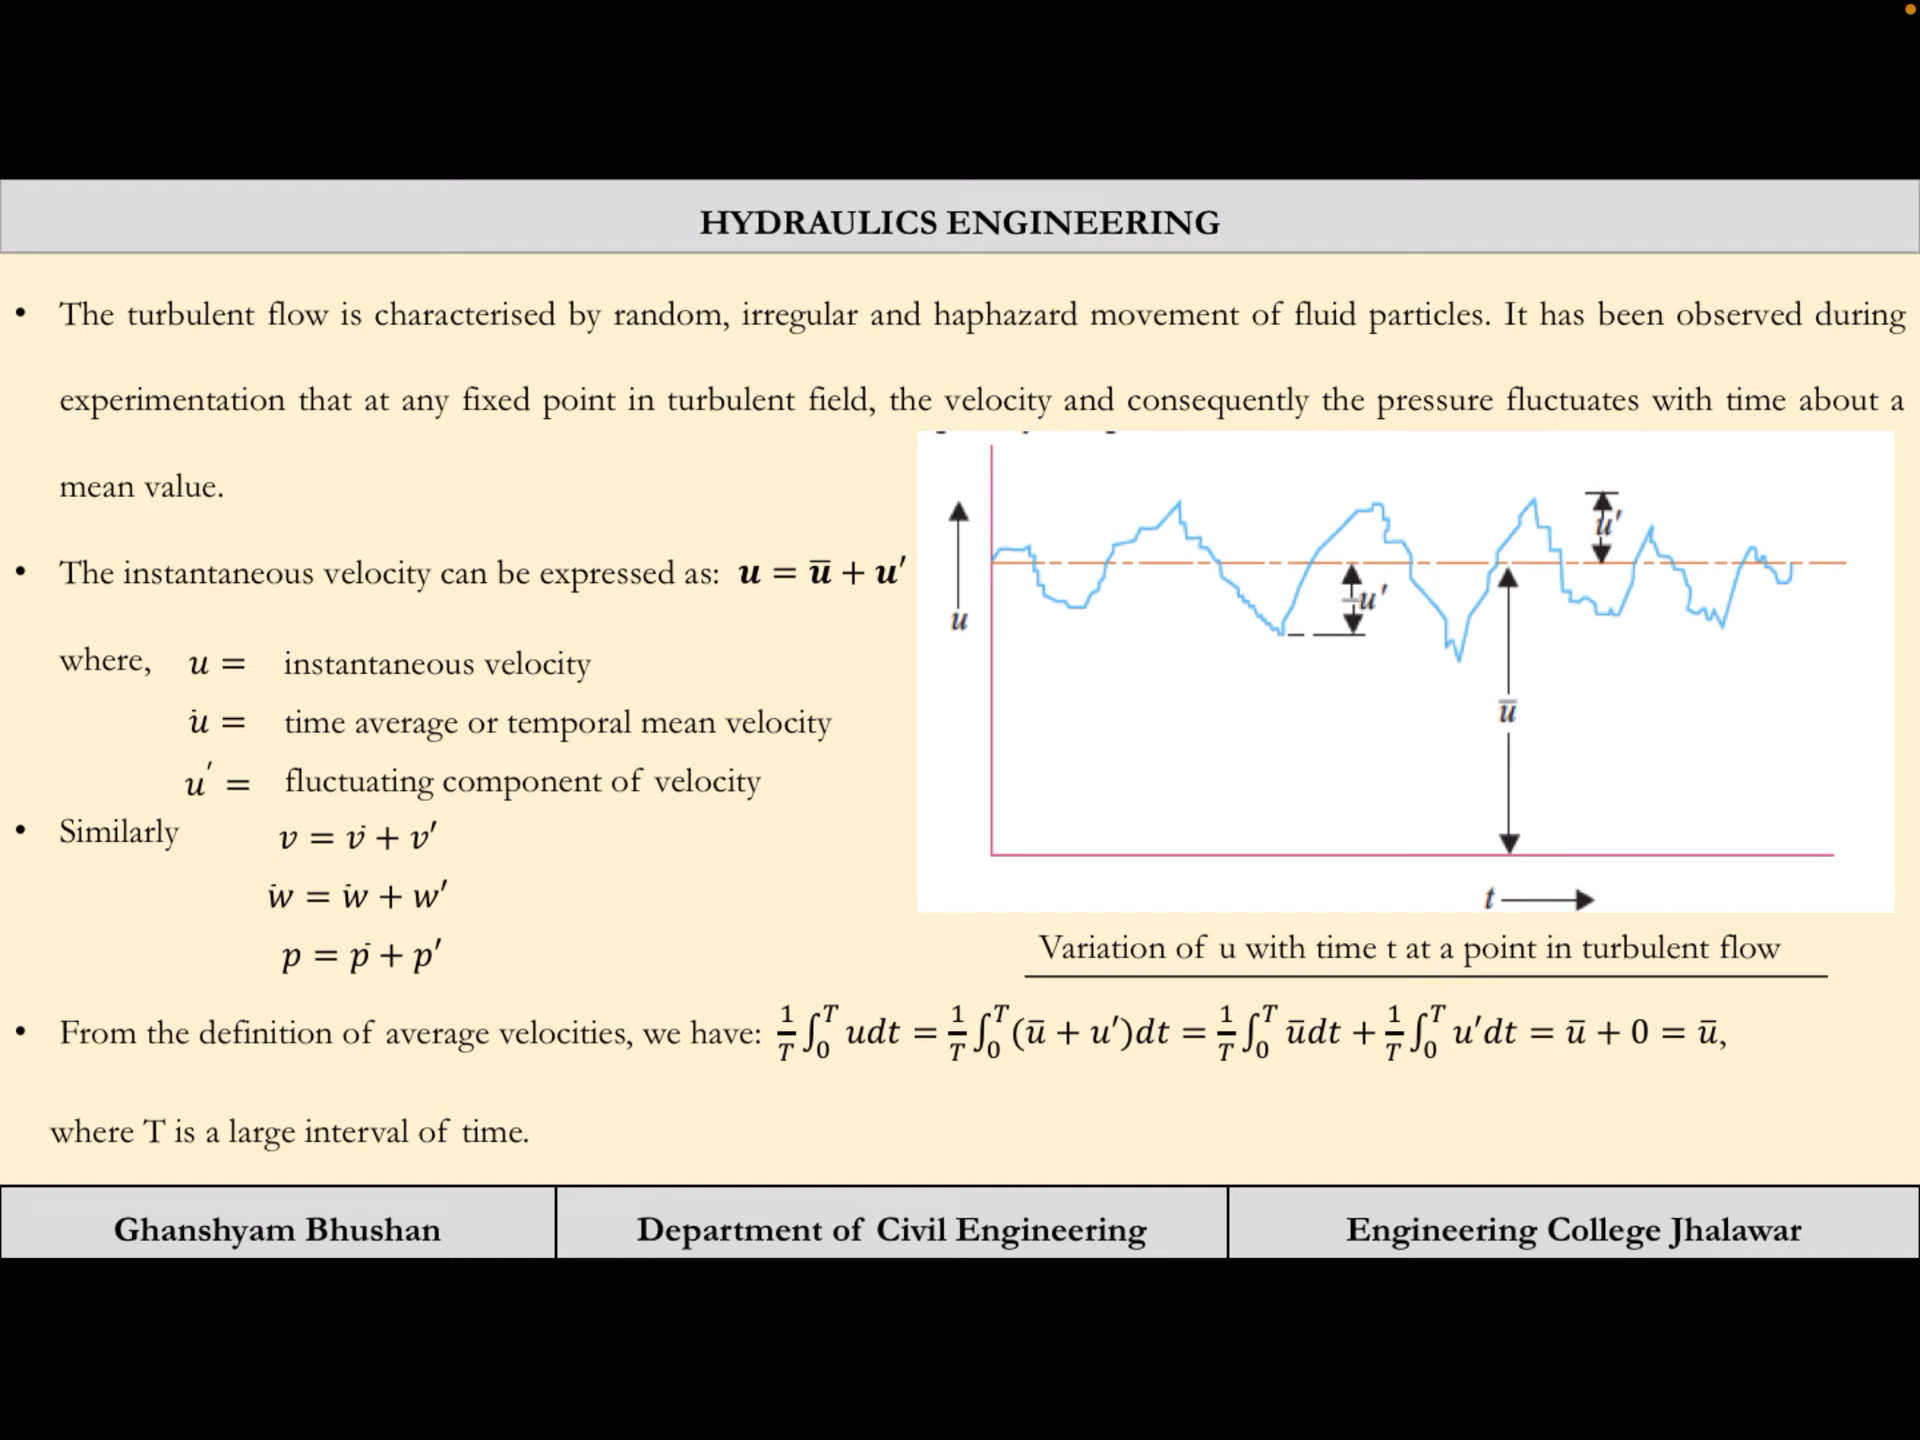 HYDRAULICS ENGINEERING
• The turbulent flow is characterised by random, irregular and haphazard movement of fluid particles. It has been observed during
experimentation that at any fixed point in turbulent field, the velocity and consequently the pressure fluctuates with time about a
mean value.
• The instantaneous velocity can be expressed as: u = ū + u′
where, u = instantaneous velocity
u̇ = time average or temporal mean velocity
u′ = fluctuating component of velocity
• Similarly v = v̇ + v′
ẇ = ẇ + w′
p = ṗ + p′
u
u′
–u′
ū
t
Variation of u with time t at a point in turbulent flow
• From the definition of average velocities, we have: 1/T ∫₀ᵀ udt = 1/T ∫₀ᵀ (ū + u′)dt = 1/T ∫₀ᵀ ūdt + 1/T ∫₀ᵀ u′dt = ū + 0 = ū,
where T is a large interval of time.
Ghanshyam Bhushan
Department of Civil Engineering
Engineering College Jhalawar